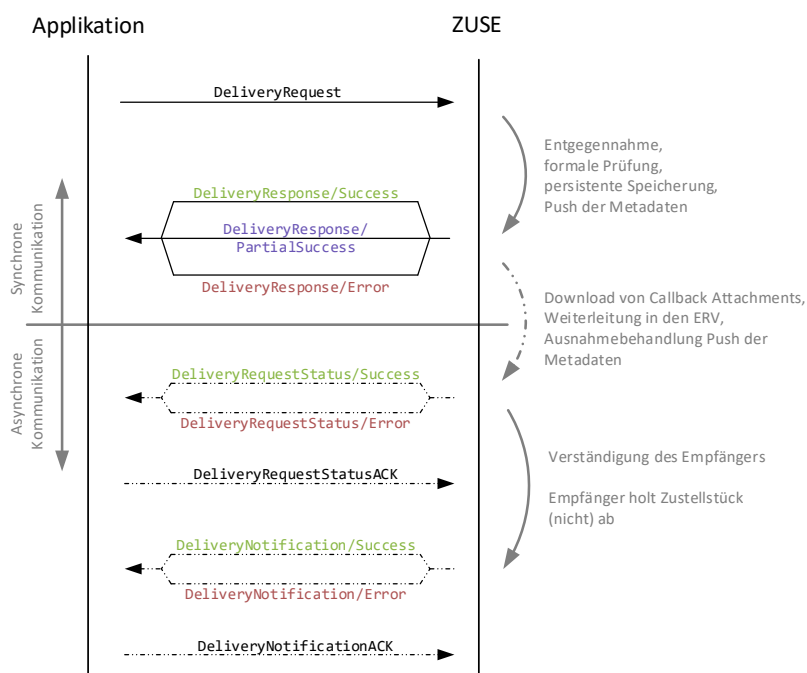 Applikation
ZUSE
DeliveryRequest
Entgegennahme,
formale Prüfung,
persistente Speicherung,
Push der Metadaten
Synchrone
Kommunikation
DeliveryResponse/Success
DeliveryResponse/
PartialSuccess
DeliveryResponse/Error
Download von Callback Attachments,
Weiterleitung in den ERV,
Ausnahmebehandlung Push der
Metadaten
Asynchrone
Kommunikation
DeliveryRequestStatus/Success
DeliveryRequestStatus/Error
DeliveryRequestStatusACK
Verständigung des Empfängers
Empfänger holt Zustellstück
(nicht) ab
DeliveryNotification/Success
DeliveryNotification/Error
DeliveryNotificationACK